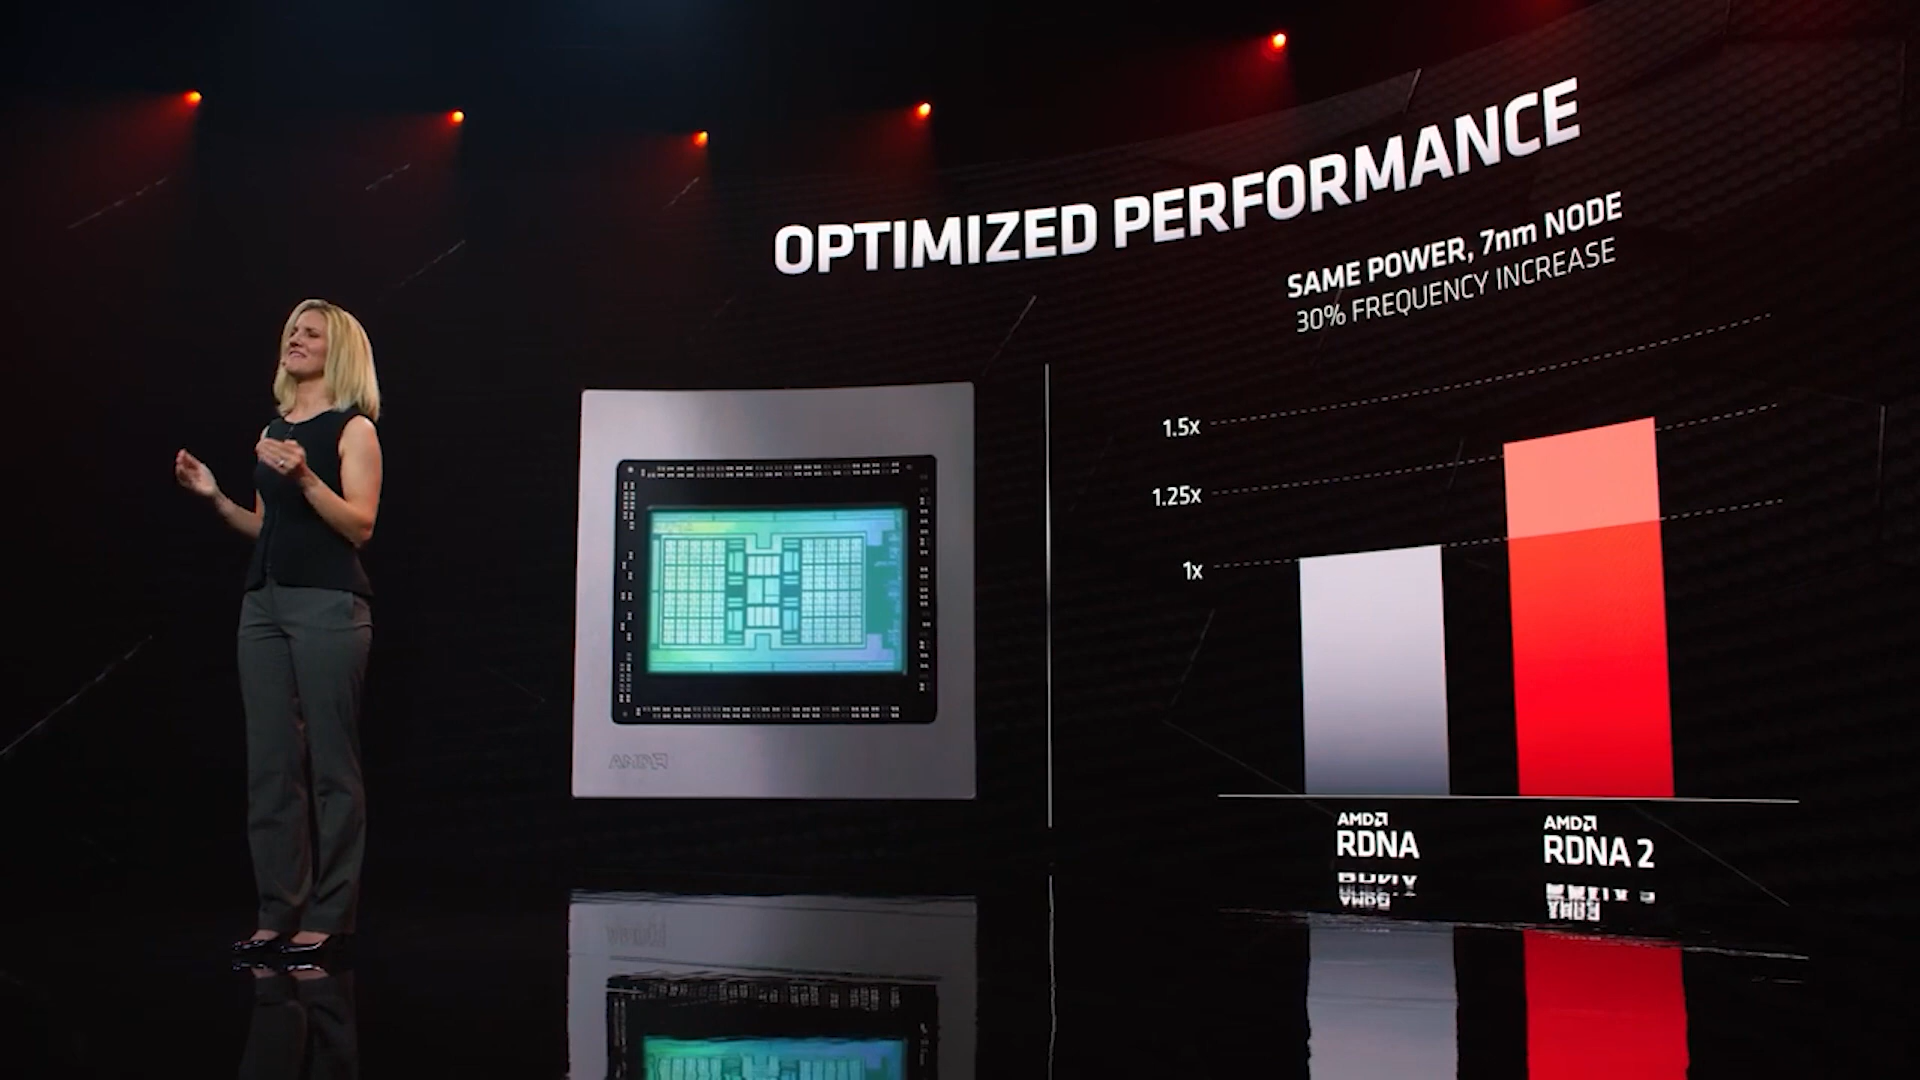 OPTIMIZED PERFORMANCE
SAME POWER, 7nm NODE
30% FREQUENCY INCREASE
1.5x
1.25x
1x
AMD
RDNA
AMD
RDNA 2
AMD